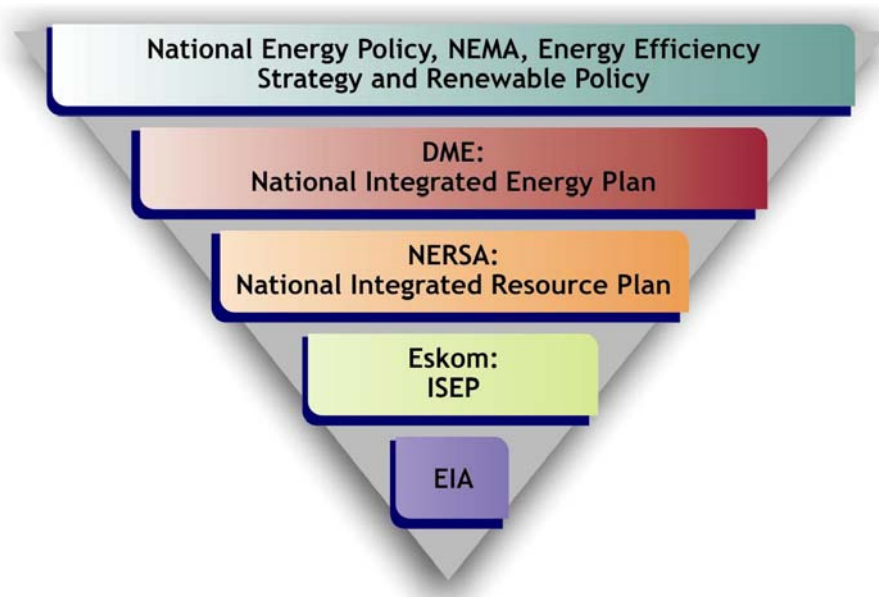 National Energy Policy, NEMA, Energy Efficiency
Strategy and Renewable Policy
DME:
National Integrated Energy Plan
NERSA:
National Integrated Resource Plan
Eskom:
ISEP
EIA